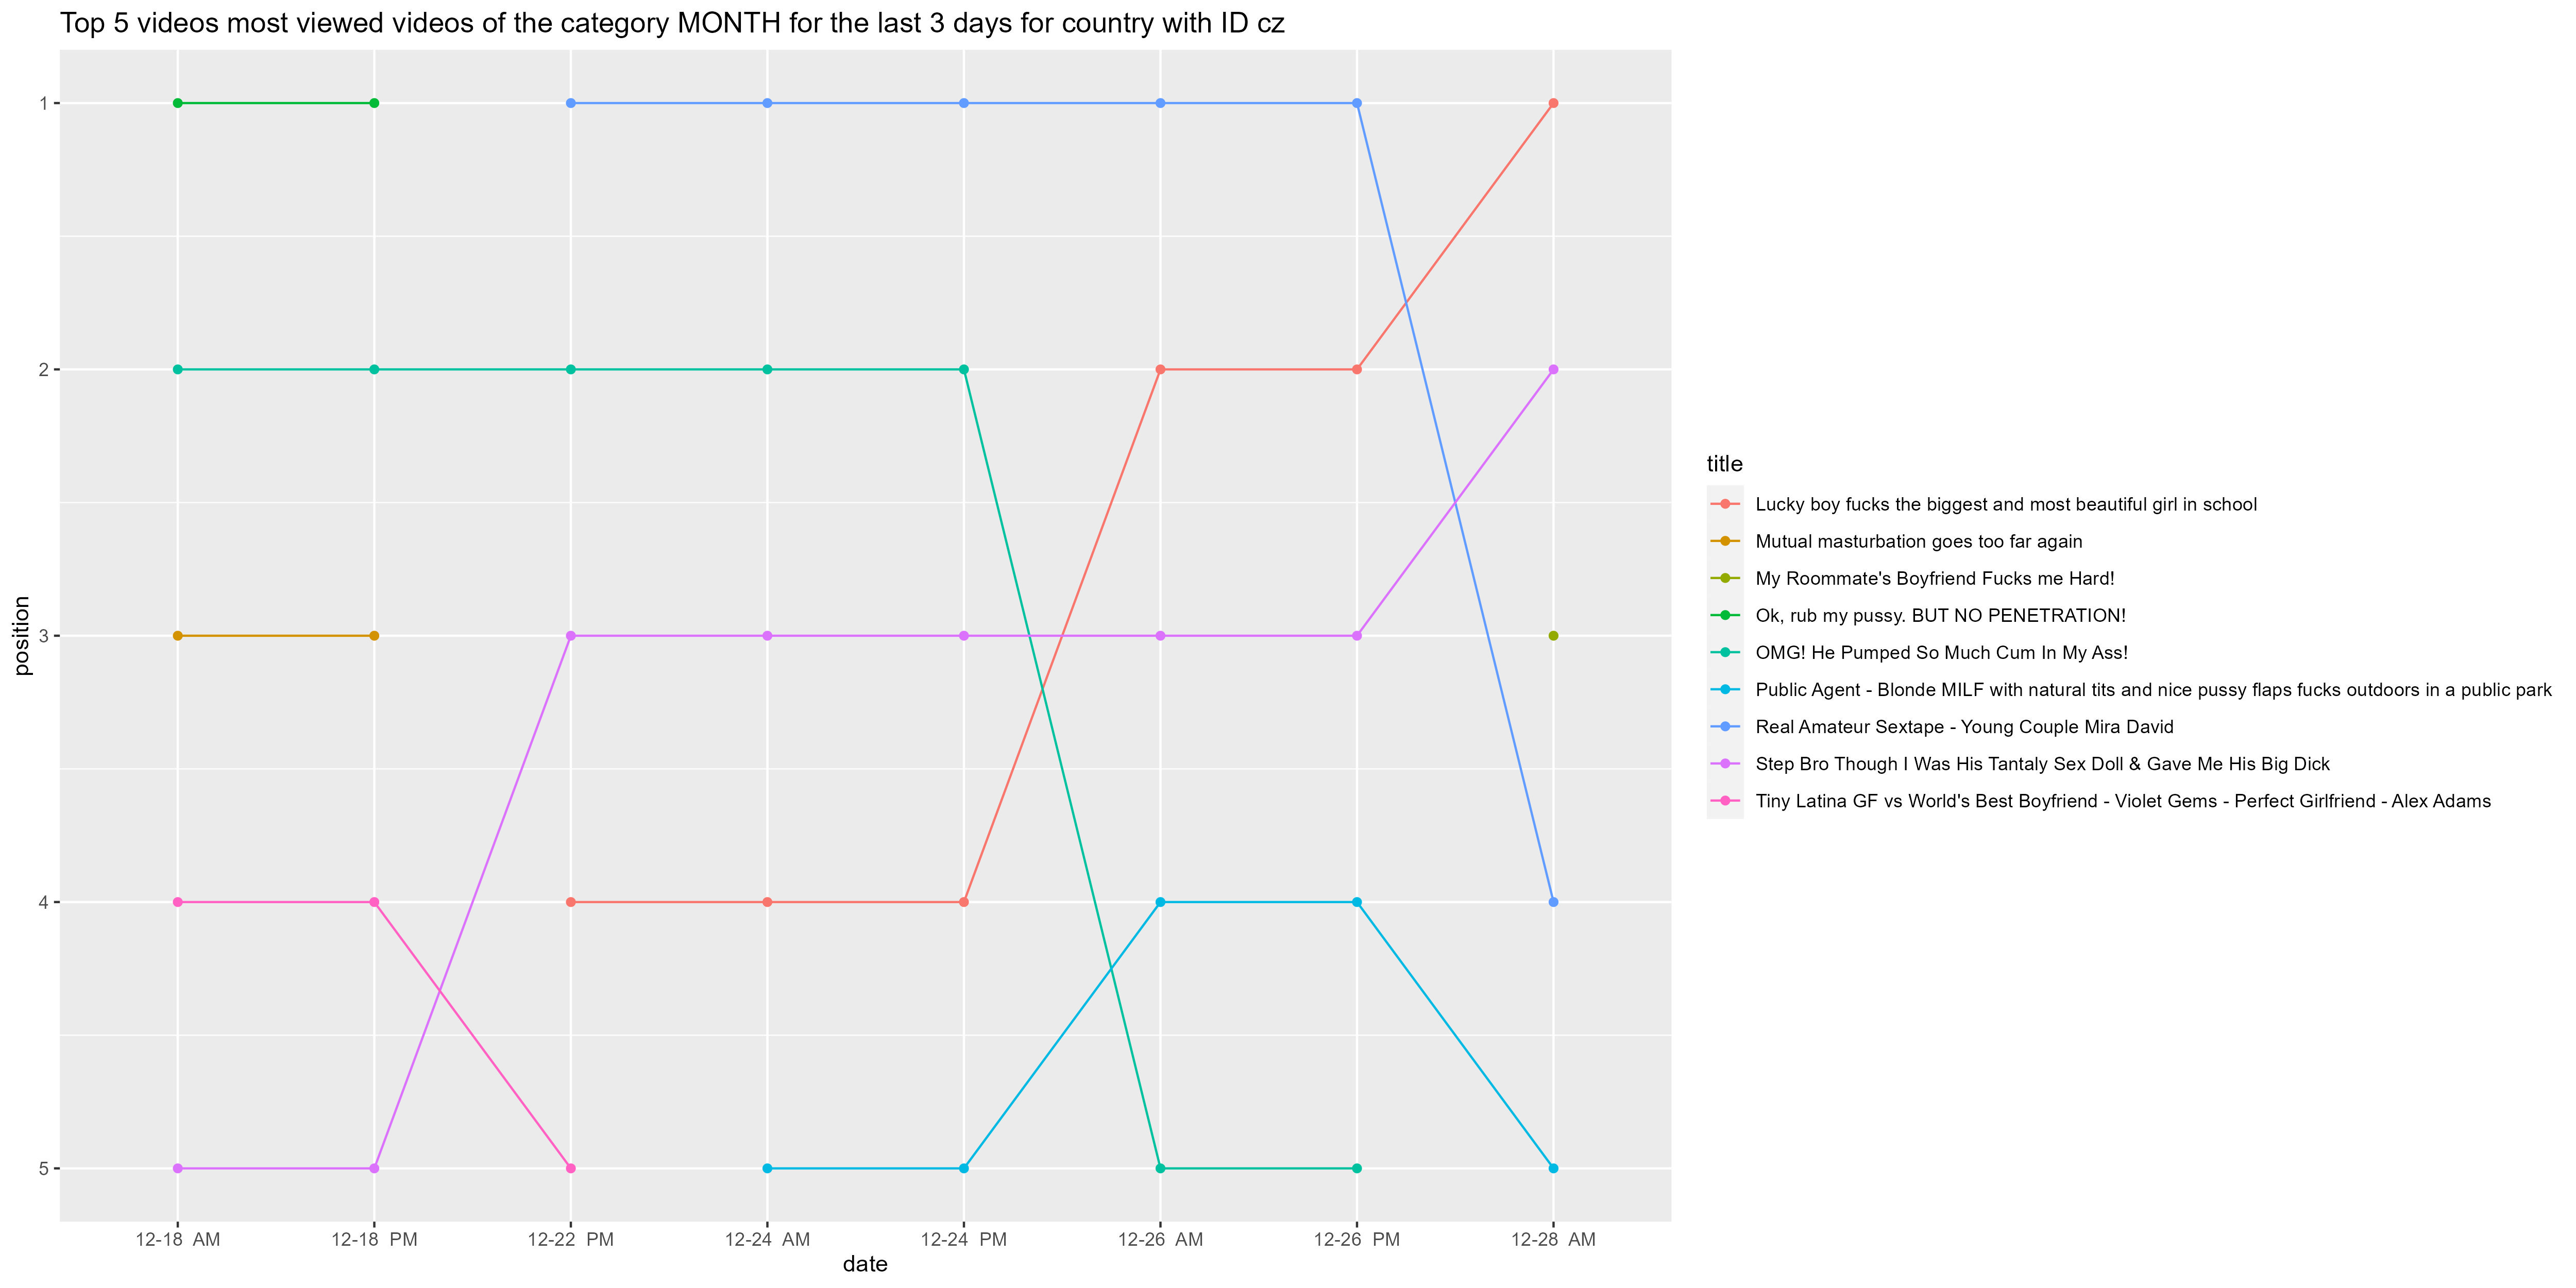 Top 5 videos most viewed videos of the category MONTH for the last 3 days for country with ID cz
1
2
3
4
5
position
12-18 AM
12-18 PM
12-22 PM
12-24 AM
12-24 PM
12-26 AM
12-26 PM
12-28 AM
date
title
Lucky boy fucks the biggest and most beautiful girl in school
Mutual masturbation goes too far again
My Roommate's Boyfriend Fucks me Hard!
Ok, rub my pussy. BUT NO PENETRATION!
OMG! He Pumped So Much Cum In My Ass!
Public Agent - Blonde MILF with natural tits and nice pussy flaps fucks outdoors in a public park
Real Amateur Sextape - Young Couple Mira David
Step Bro Though I Was His Tantaly Sex Doll & Gave Me His Big Dick
Tiny Latina GF vs World's Best Boyfriend - Violet Gems - Perfect Girlfriend - Alex Adams